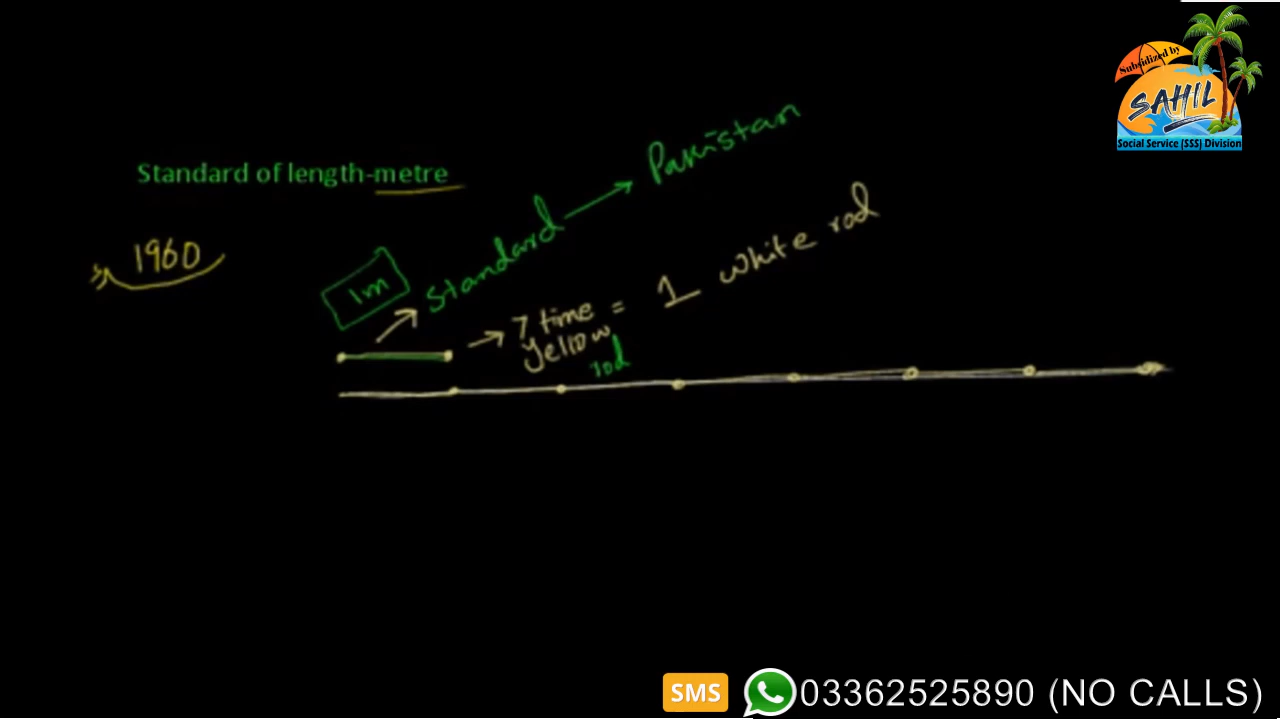 Subsidized by
SAHIL
Social Service (SSS) Division
Standard of length-metre
1960
1m
Standard → Pakistan
→ 7 time = 1 white rod
yellow
rod
SMS 03362525890 (NO CALLS)